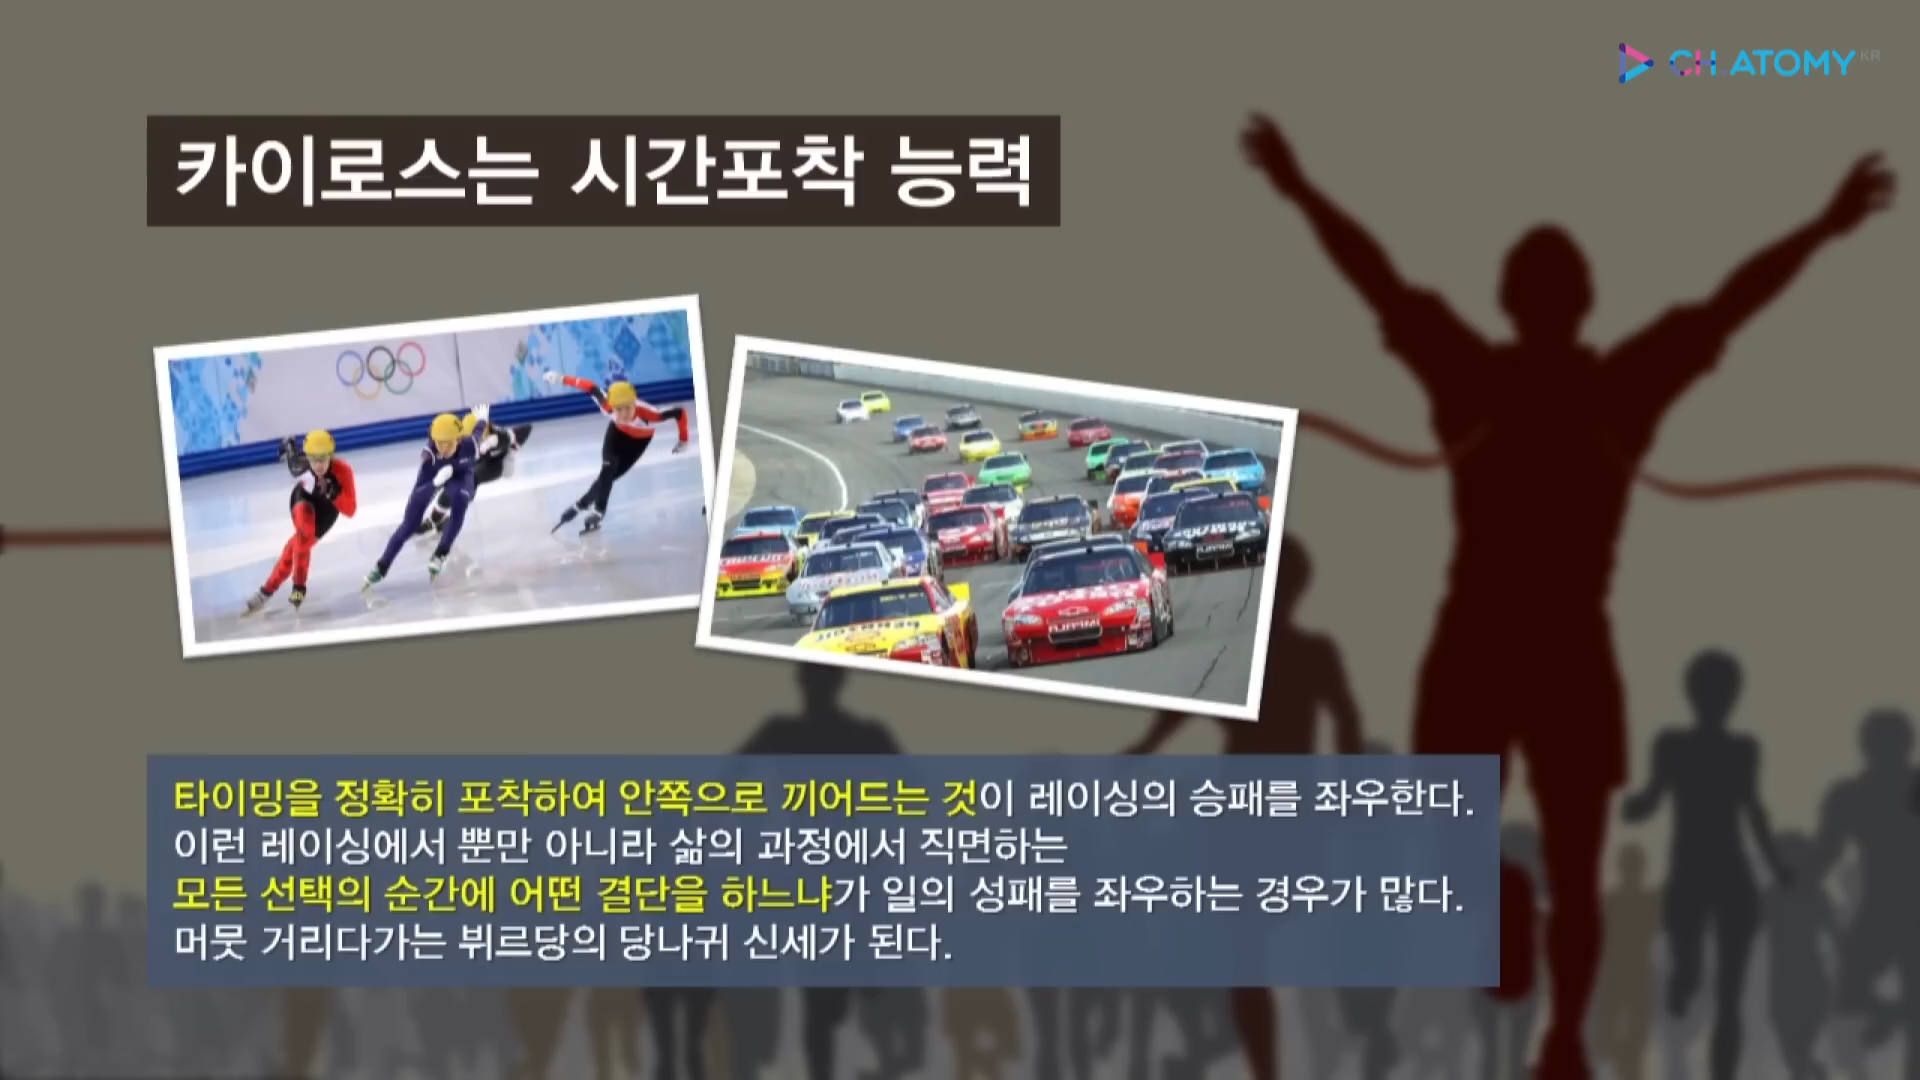 CH.ATOMY KR
카이로스는 시간포착 능력
타이밍을 정확히 포착하여 안쪽으로 끼어드는 것이 레이싱의 승패를 좌우한다.
이런 레이싱에서 뿐만 아니라 삶의 과정에서 직면하는
모든 선택의 순간에 어떤 결단을 하느냐가 일의 성패를 좌우하는 경우가 많다.
머뭇 거리다가는 뷔르당의 당나귀 신세가 된다.